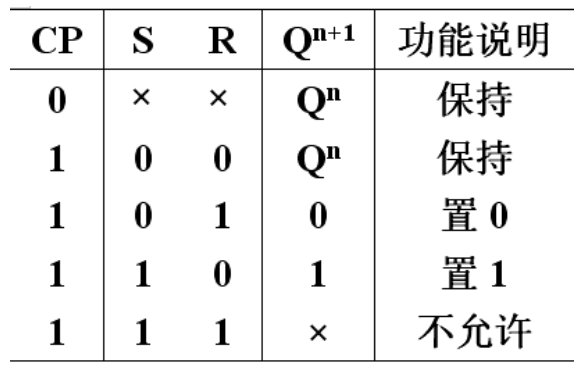 CP S R Qⁿ⁺¹ 功能说明
0 × × Qⁿ 保持
1 0 0 Qⁿ 保持
1 0 1 0 置 0
1 1 0 1 置 1
1 1 1 × 不允许